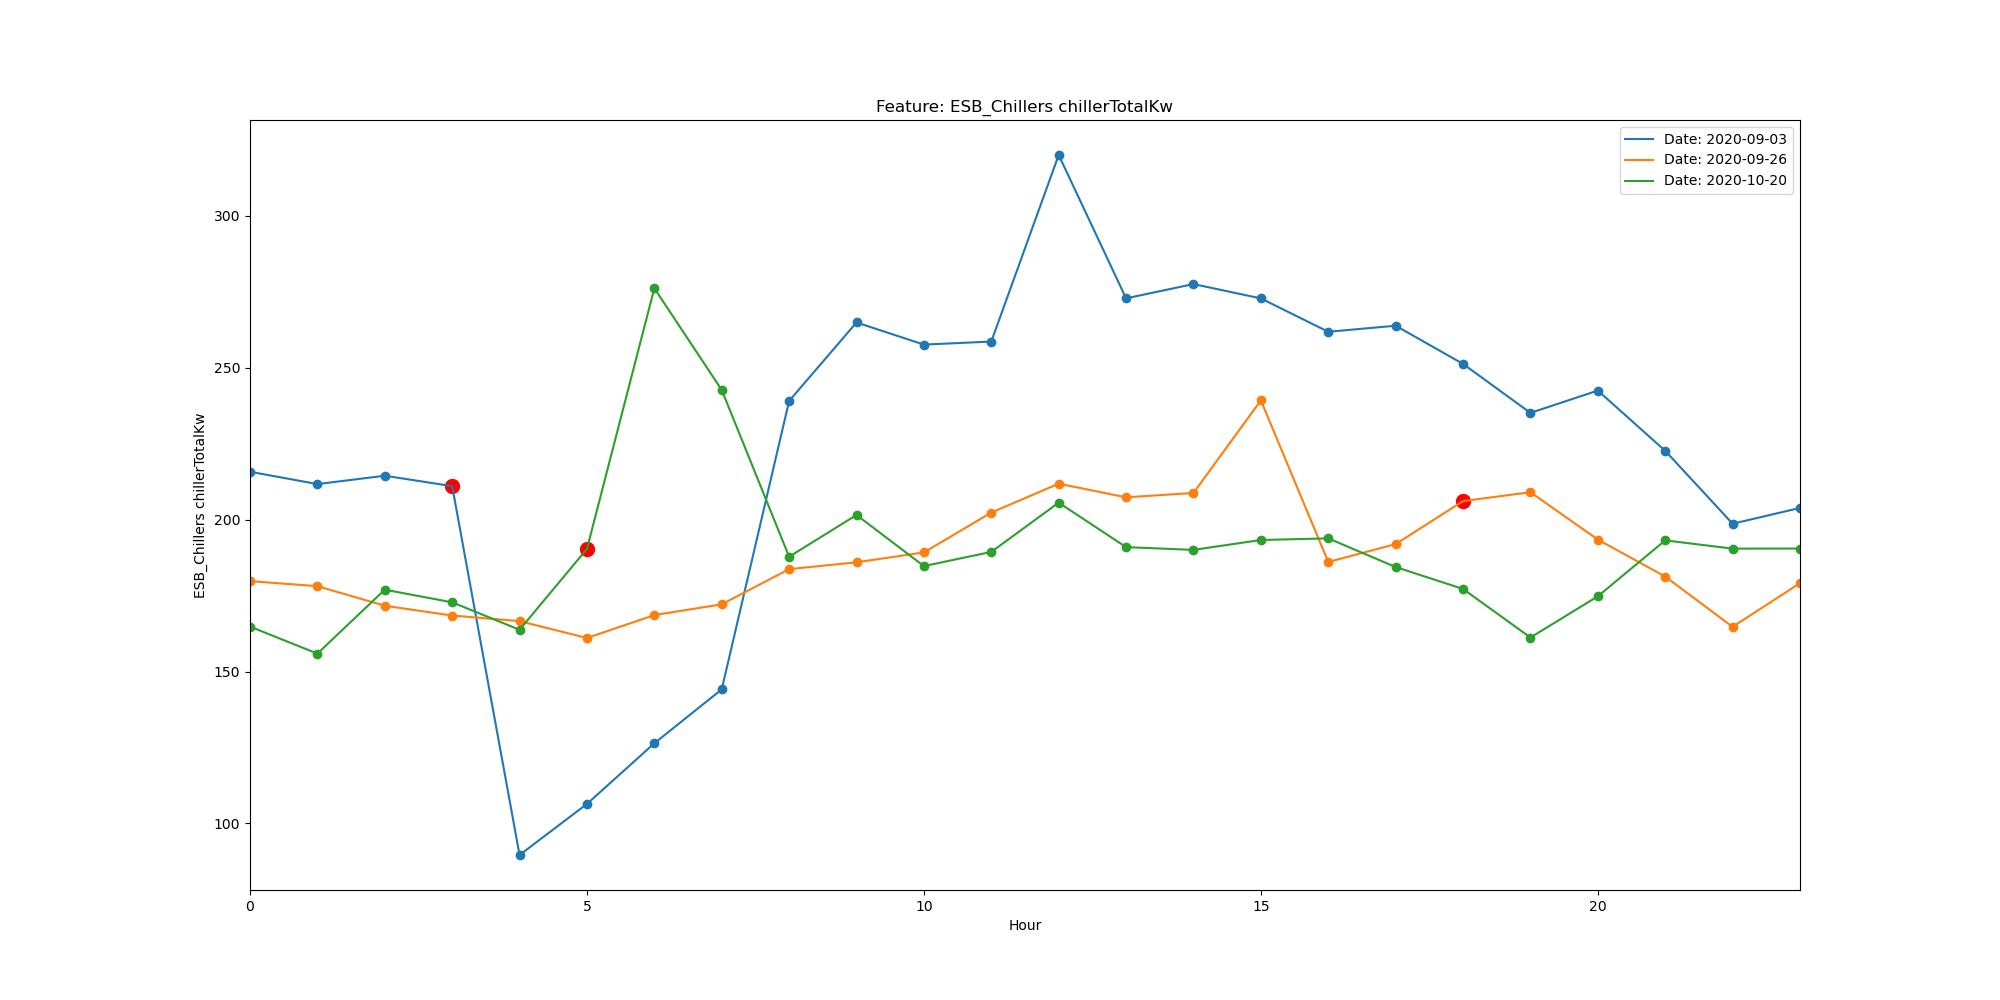 Feature: ESB_Chillers chillerTotalKw
Date: 2020-09-03
Date: 2020-09-26
Date: 2020-10-20
ESB_Chillers chillerTotalKw
300
250
200
150
100
0 5 10 15 20
Hour